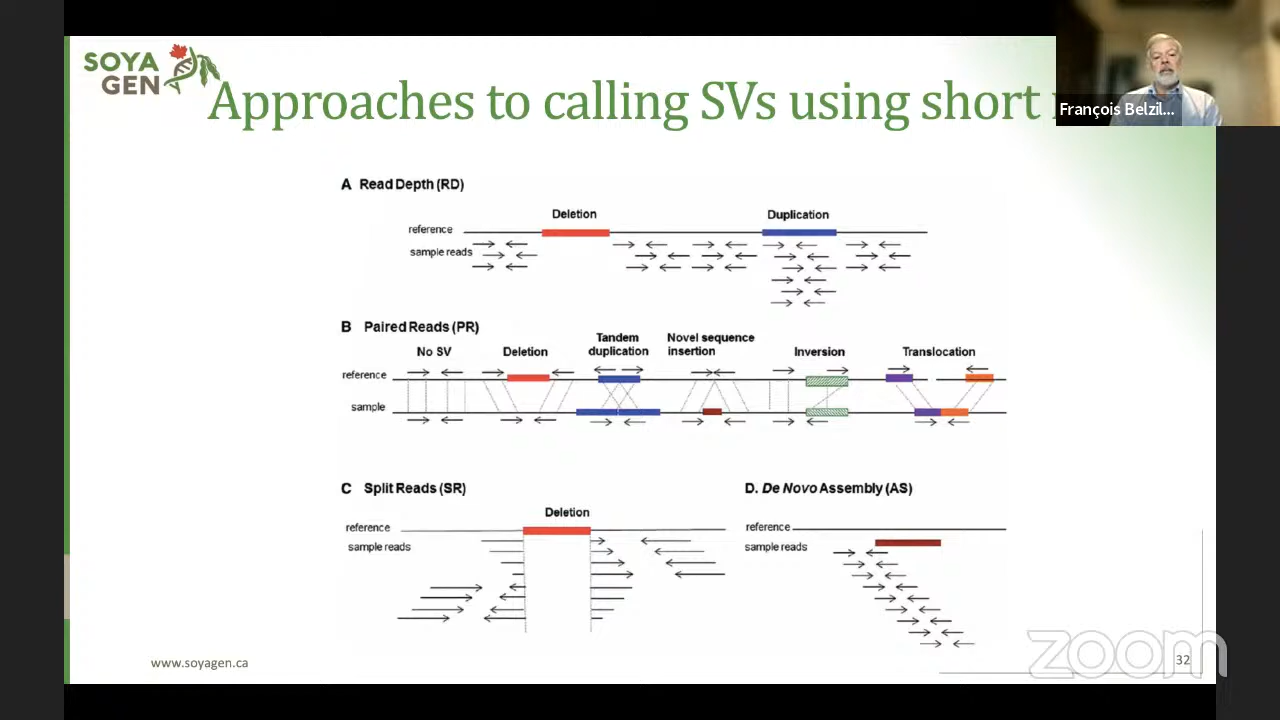 SOYA
GEN
Approaches to calling SVs using short
François Belzil...
A Read Depth (RD)
Deletion
Duplication
reference
sample reads
B Paired Reads (PR)
No SV
Deletion
Tandem duplication
Novel sequence insertion
Inversion
Translocation
reference
sample
C Split Reads (SR)
Deletion
reference
sample reads
D. De Novo Assembly (AS)
reference
sample reads
www.soyagen.ca
zoom
32